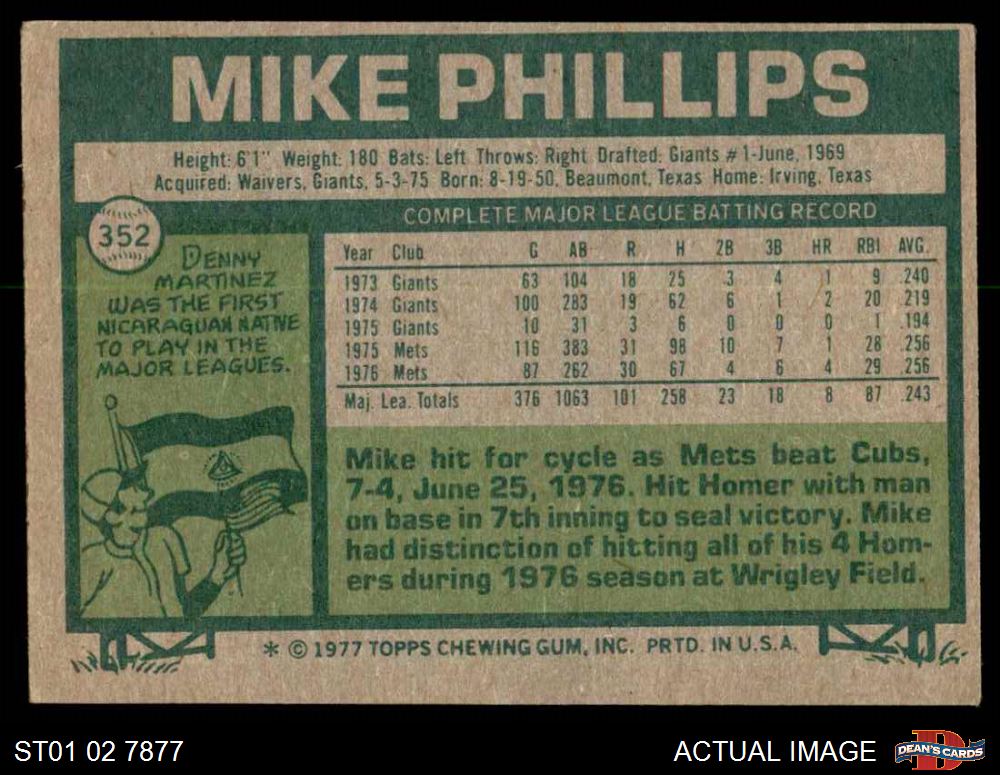 MIKE PHILLIPS
Height: 6'1" Weight: 180 Bats: Left Throws: Right Drafted: Giants #1-June, 1969
Acquired: Waivers, Giants, 5-3-75 Born: 8-19-50, Beaumont, Texas Home: Irving, Texas
352
DENNY
MARTINEZ
WAS THE FIRST
NICARAGUAN NATIVE
TO PLAY IN THE
MAJOR LEAGUES.
COMPLETE MAJOR LEAGUE BATTING RECORD
Year Club G AB R H 2B 3B HR RBI AVG.
1973 Giants 63 104 18 25 3 4 1 9 .240
1974 Giants 100 283 19 62 6 1 2 20 .219
1975 Giants 10 31 3 6 0 0 0 1 .194
1975 Mets 116 383 31 98 10 7 1 28 .256
1976 Mets 87 262 30 67 4 6 4 29 .256
Maj. Lea. Totals 376 1063 101 258 23 18 8 87 .243
Mike hit for cycle as Mets beat Cubs,
7-4, June 25, 1976. Hit Homer with man
on base in 7th inning to seal victory. Mike
had distinction of hitting all of his 4 Hom-
ers during 1976 season at Wrigley Field.
* © 1977 TOPPS CHEWING GUM, INC. PRTD. IN U.S.A.
ST01 02 7877
ACTUAL IMAGE
D
DEAN'S CARDS